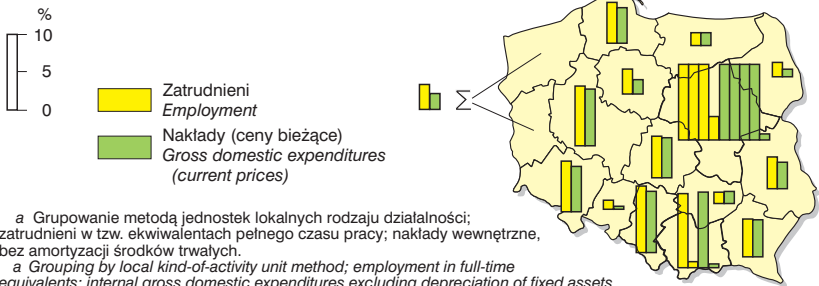 %
10
5
0
Zatrudnieni
Employment
Nakłady (ceny bieżące)
Gross domestic expenditures
(current prices)
Σ
a Grupowanie metodą jednostek lokalnych rodzaju działalności;
zatrudnieni w tzw. ekwiwalentach pełnego czasu pracy; nakłady wewnętrzne,
bez amortyzacji środków trwałych.
a Grouping by local kind-of-activity unit method; employment in full-time
equivalents; internal gross domestic expenditures excluding depreciation of fixed assets